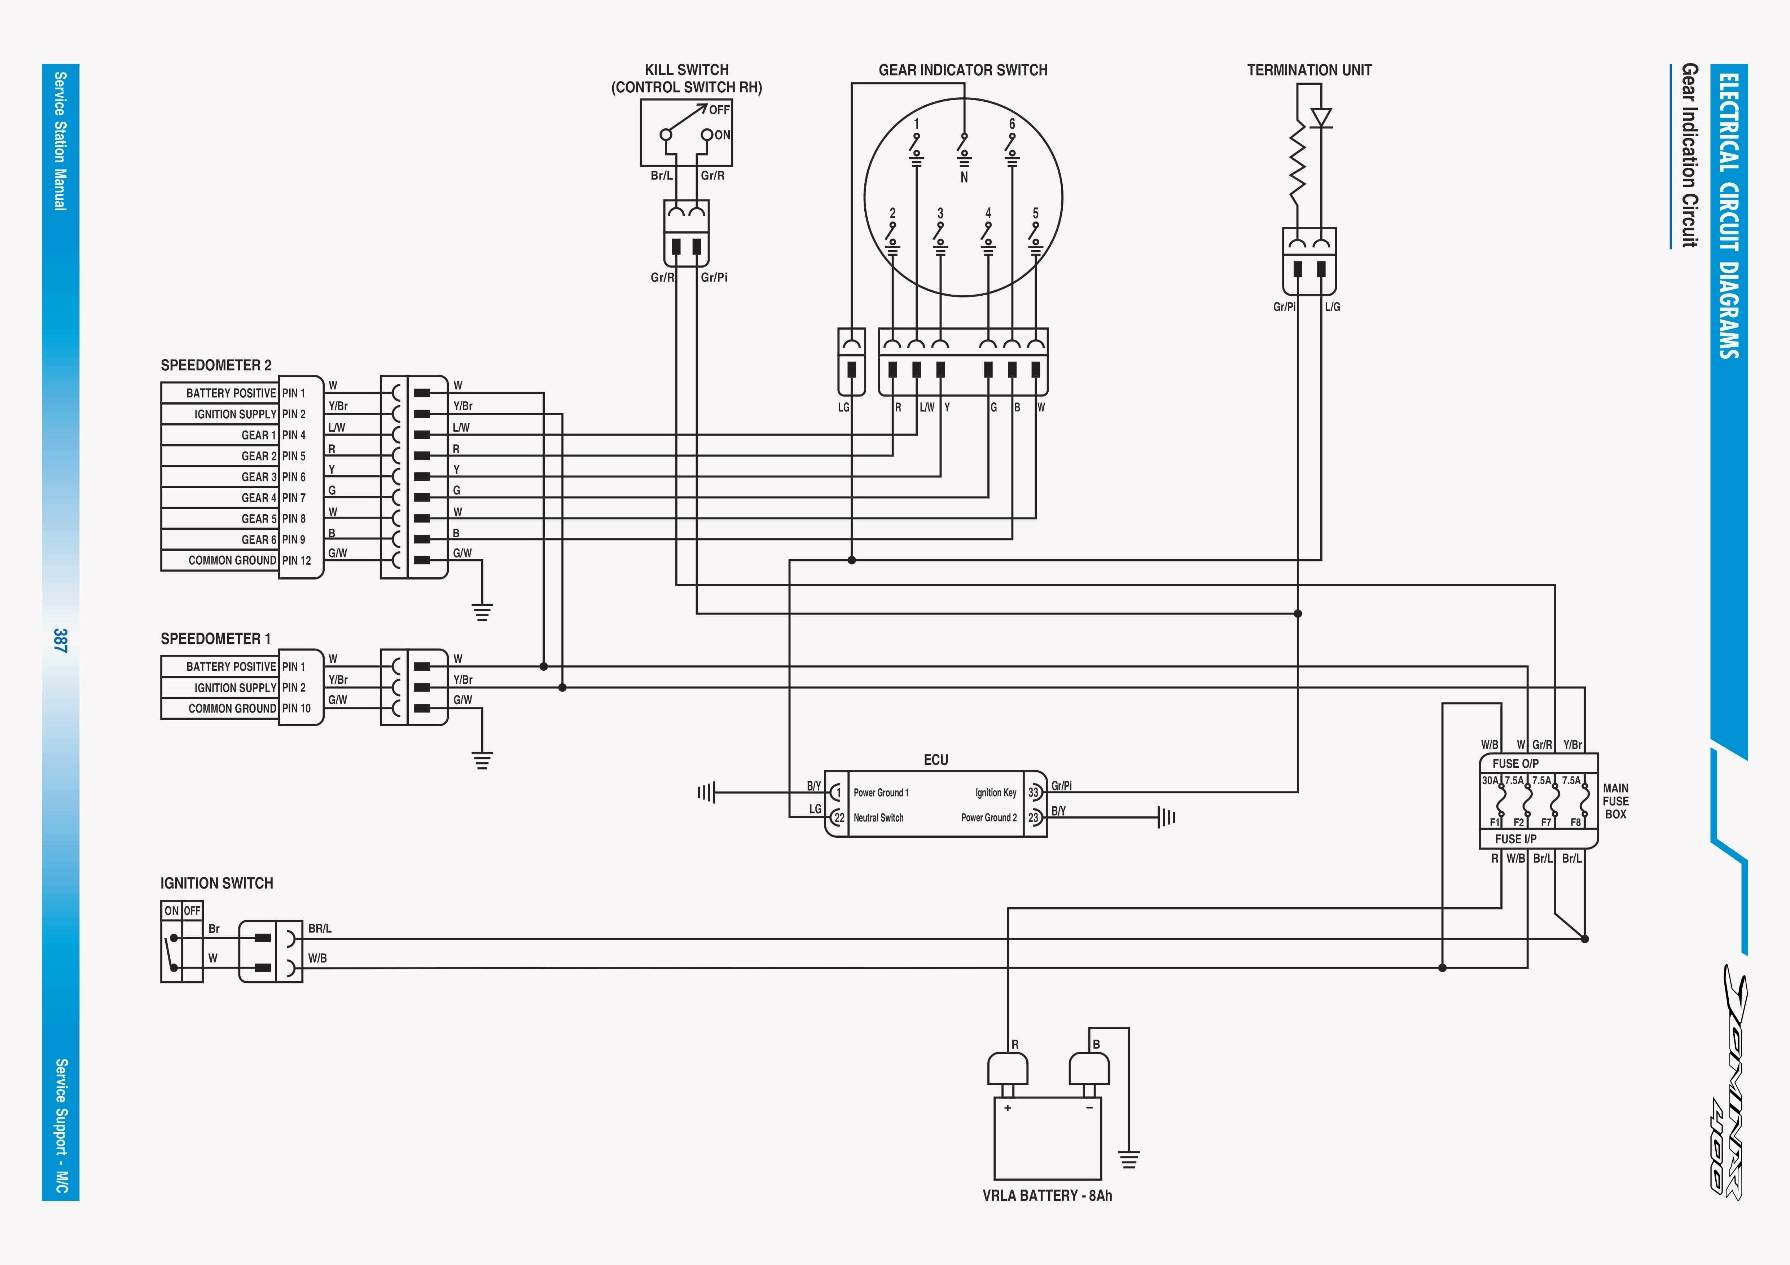 ELECTRICAL CIRCUIT DIAGRAMS
Gear Indication Circuit
Service Station Manual
387
Service Support - M/C
DOMINAR
400
KILL SWITCH
(CONTROL SWITCH RH)
OFF
ON
Br/L Gr/R
Gr/R Gr/Pi
GEAR INDICATOR SWITCH
1 6
N
2 3 4 5
LG R L/W Y G B W
TERMINATION UNIT
Gr/Pi L/G
SPEEDOMETER 2
BATTERY POSITIVE PIN 1 W W
IGNITION SUPPLY PIN 2 Y/Br Y/Br
GEAR 1 PIN 4 L/W L/W
GEAR 2 PIN 5 R R
GEAR 3 PIN 6 Y Y
GEAR 4 PIN 7 G G
GEAR 5 PIN 8 W W
GEAR 6 PIN 9 B B
COMMON GROUND PIN 12 G/W G/W
SPEEDOMETER 1
BATTERY POSITIVE PIN 1 W W
IGNITION SUPPLY PIN 2 Y/Br Y/Br
COMMON GROUND PIN 10 G/W G/W
ECU
B/Y 1 Power Ground 1 Ignition Key 33 Gr/Pi
LG 22 Neutral Switch Power Ground 2 23 B/Y
W/B W Gr/R Y/Br
FUSE O/P
30A 7.5A 7.5A 7.5A
F1 F2 F7 F8
FUSE I/P
R W/B Br/L Br/L
MAIN
FUSE
BOX
IGNITION SWITCH
ON OFF
Br BR/L
W W/B
R B
+ −
VRLA BATTERY - 8Ah